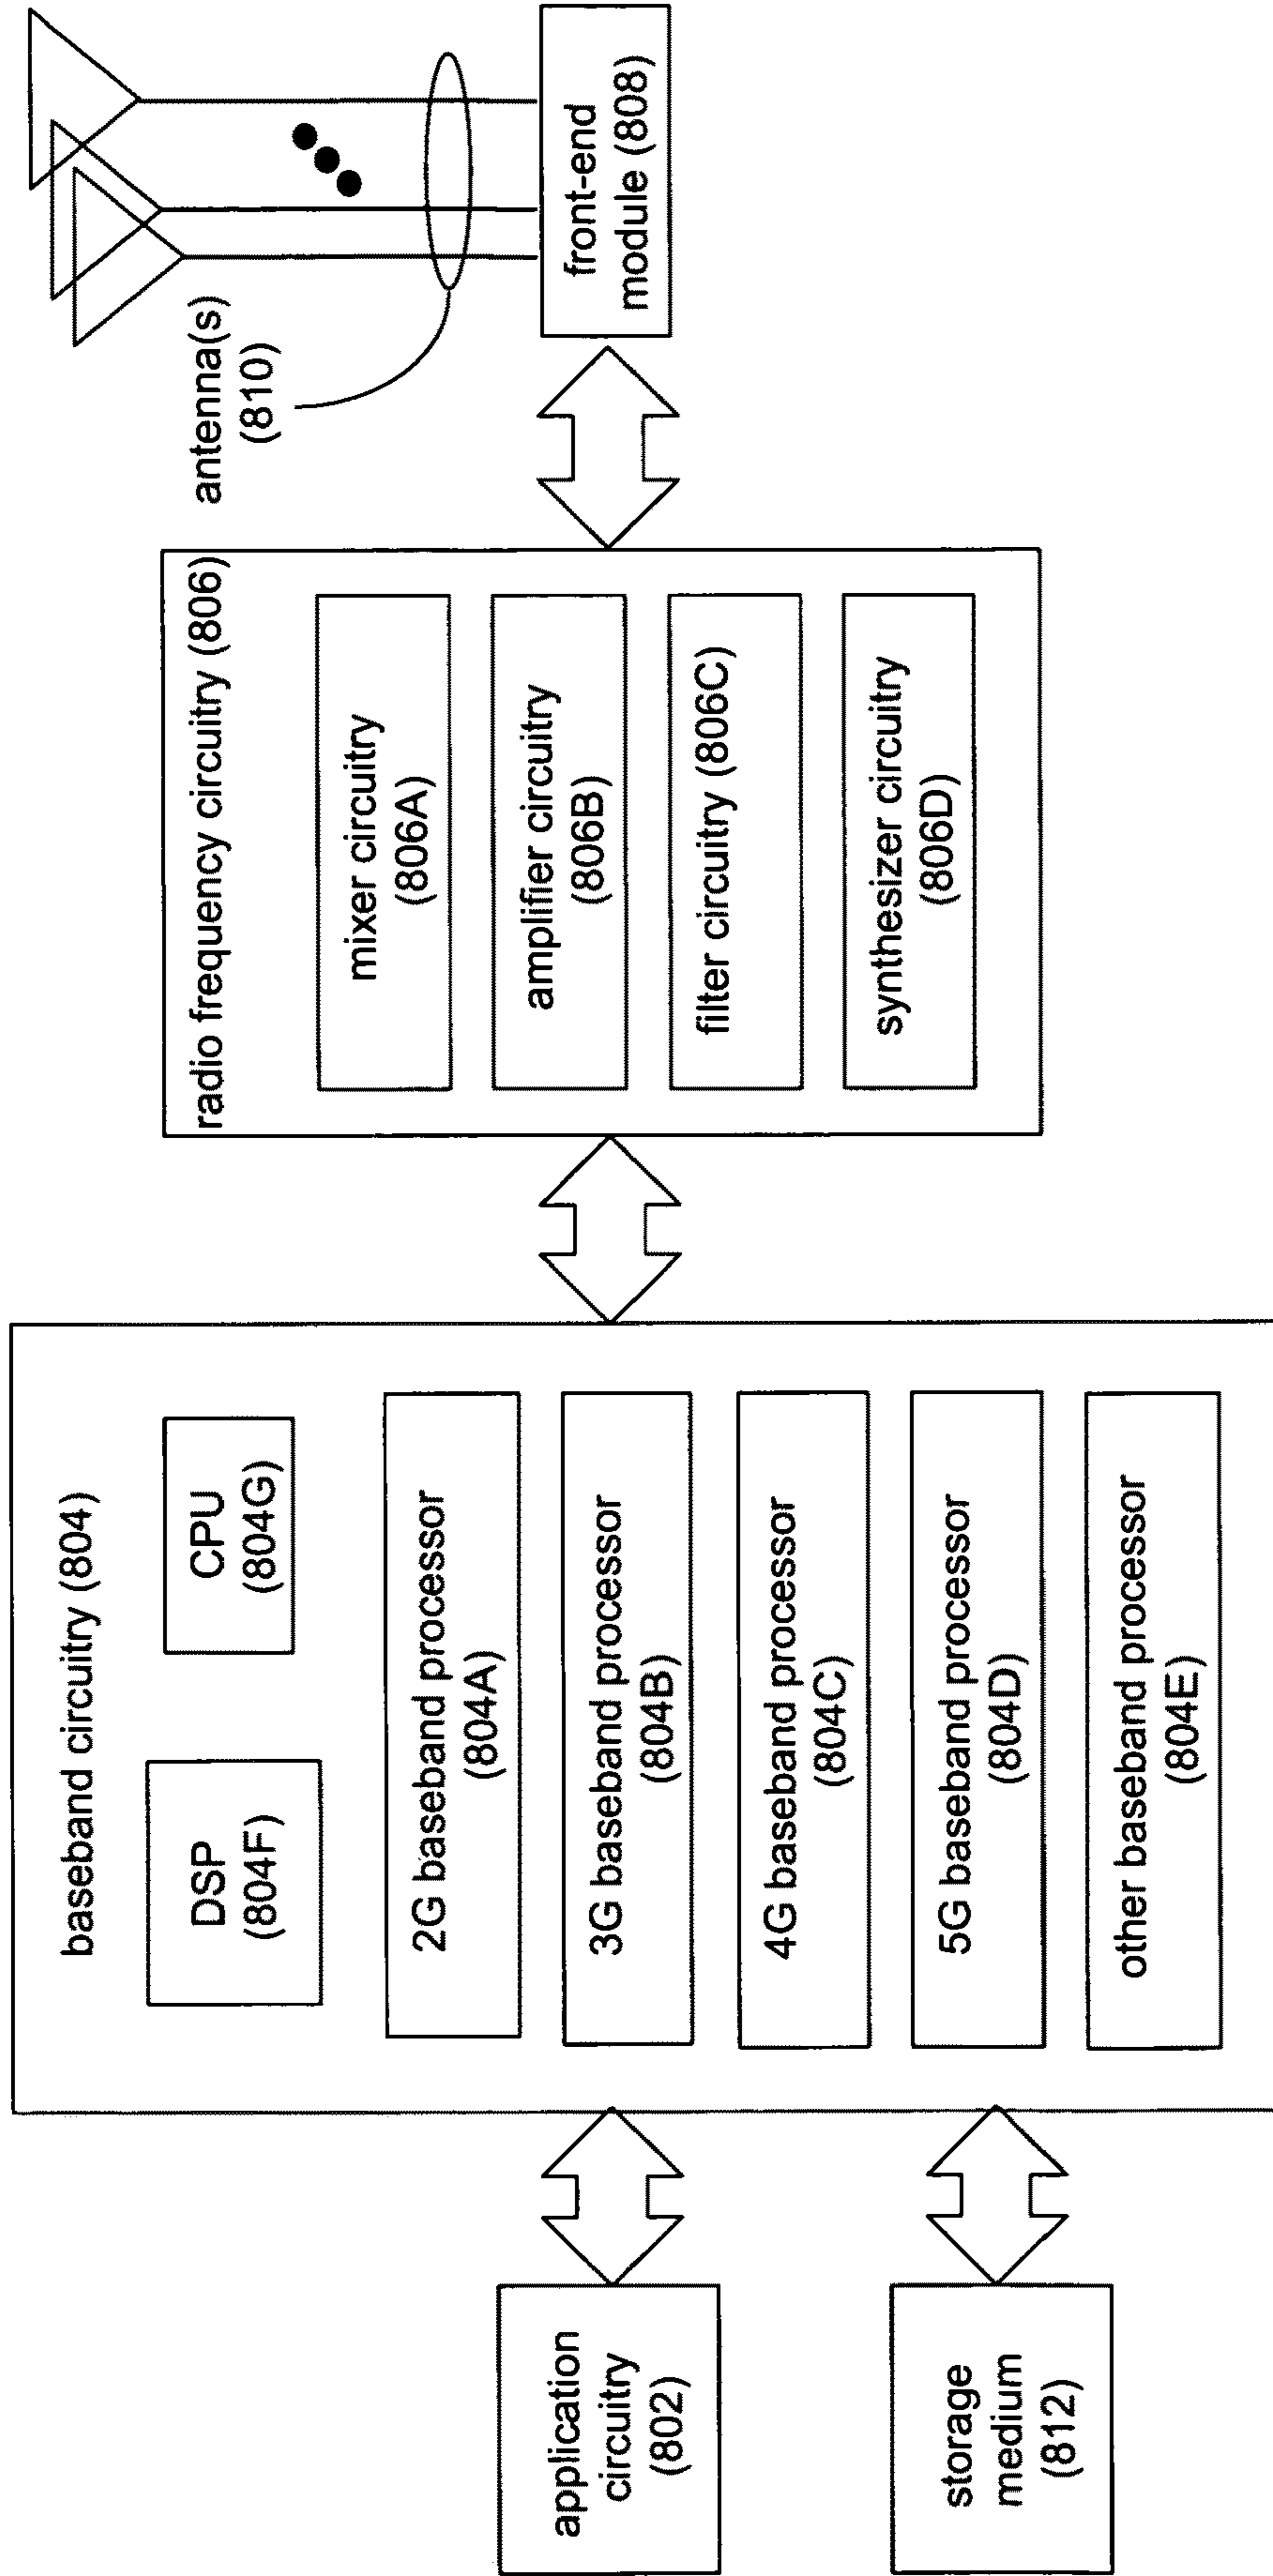 baseband circuitry (804)
DSP
(804F)
CPU
(804G)
2G baseband processor
(804A)
3G baseband processor
(804B)
4G baseband processor
(804C)
5G baseband processor
(804D)
other baseband processor
(804E)
application
circuitry
(802)
storage
medium
(812)
radio frequency circuitry (806)
mixer circuitry
(806A)
amplifier circuitry
(806B)
filter circuitry (806C)
synthesizer circuitry
(806D)
antenna(s)
(810)
front-end
module (808)